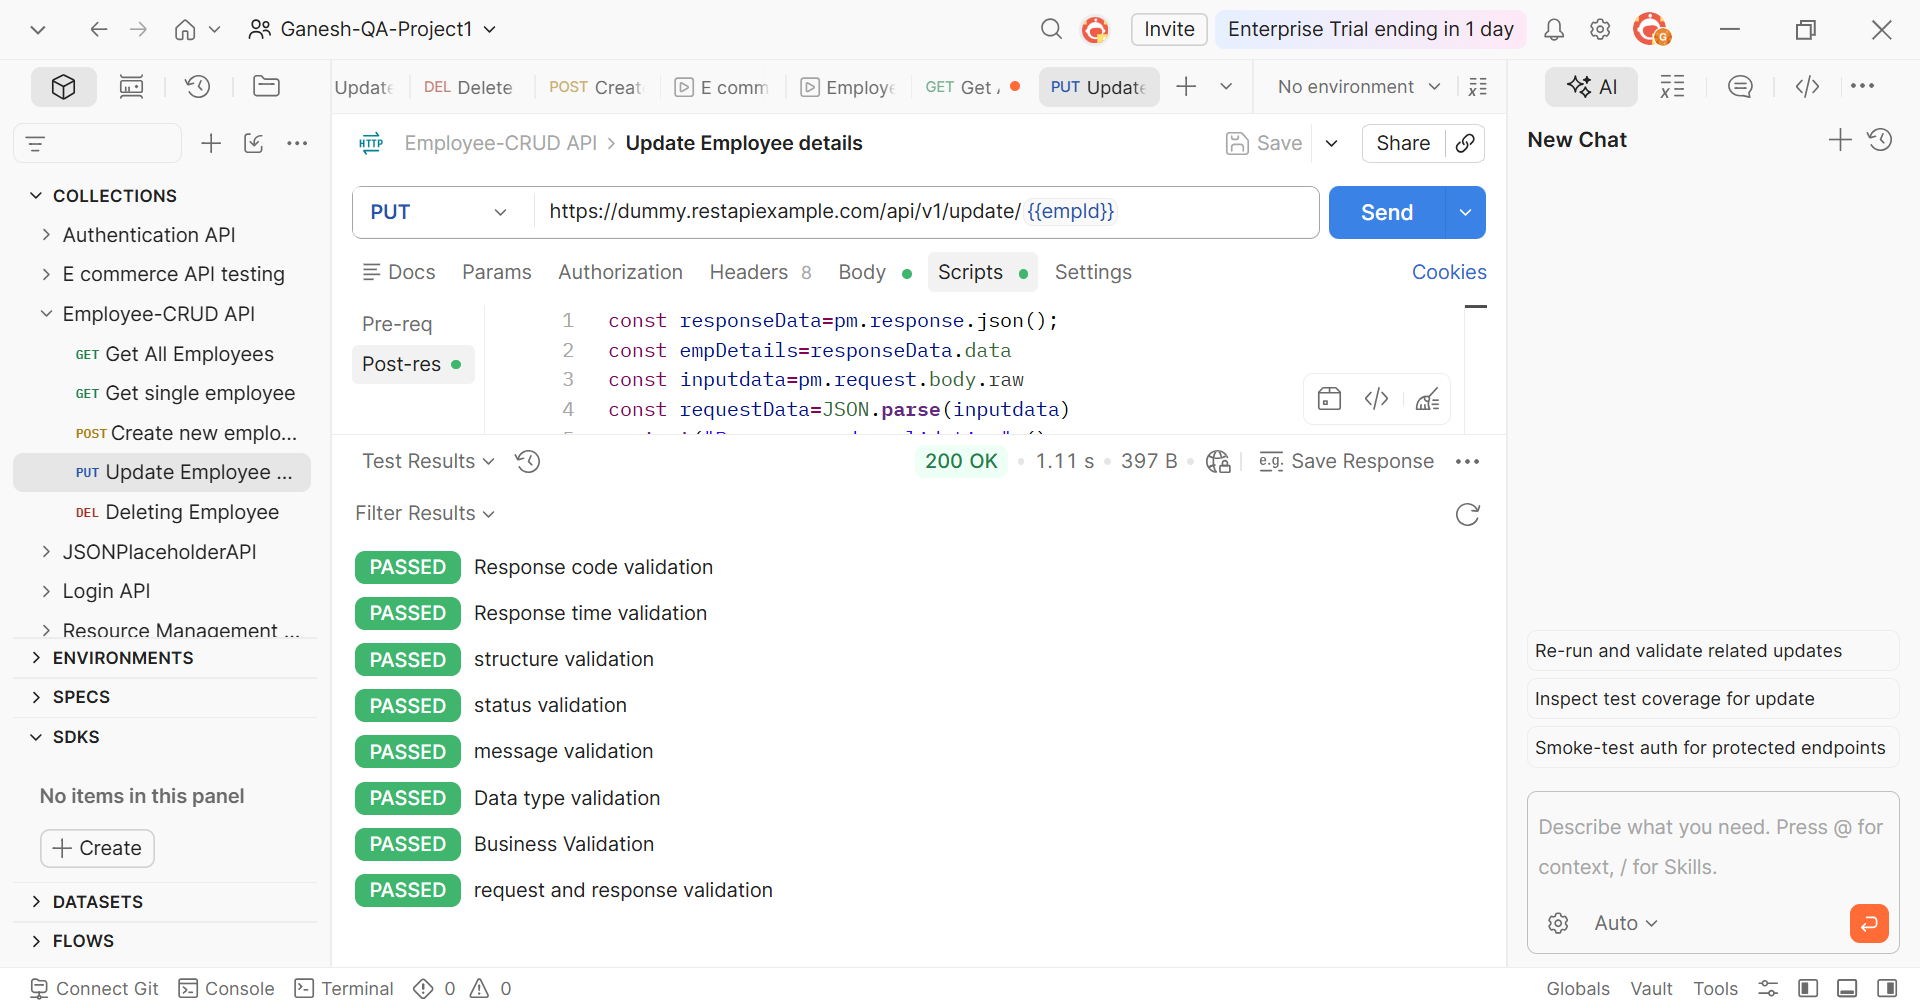 Ganesh-QA-Project1
Invite
Enterprise Trial ending in 1 day
G
Update
DEL Delete
POST Creat
E comm
Employe
GET Get
PUT Update
No environment
AI
HTTP Employee-CRUD API > Update Employee details
Save
Share
New Chat
COLLECTIONS
Authentication API
E commerce API testing
Employee-CRUD API
GET Get All Employees
GET Get single employee
POST Create new emplo...
PUT Update Employee ...
DEL Deleting Employee
JSONPlaceholderAPI
Login API
Resource Management ...
ENVIRONMENTS
SPECS
SDKS
No items in this panel
Create
DATASETS
FLOWS
PUT
https://dummy.restapiexample.com/api/v1/update/{{empId}}
Send
Docs Params Authorization Headers 8 Body Scripts Settings Cookies
Pre-req
Post-res
1 const responseData=pm.response.json();
2 const empDetails=responseData.data
3 const inputdata=pm.request.body.raw
4 const requestData=JSON.parse(inputdata)
Test Results
200 OK • 1.11 s • 397 B
e.g. Save Response
Filter Results
PASSED Response code validation
PASSED Response time validation
PASSED structure validation
PASSED status validation
PASSED message validation
PASSED Data type validation
PASSED Business Validation
PASSED request and response validation
Re-run and validate related updates
Inspect test coverage for update
Smoke-test auth for protected endpoints
Describe what you need. Press @ for
context, / for Skills.
Auto
Connect Git Console Terminal 0 0
Globals Vault Tools